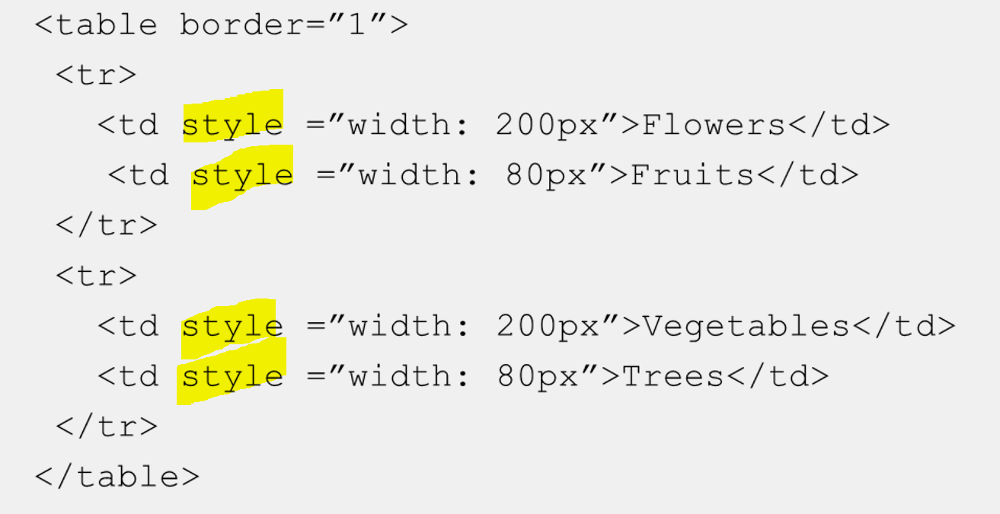 <table border=”1”>
<tr>
<td style =”width: 200px”>Flowers</td>
<td style =”width: 80px”>Fruits</td>
</tr>
<tr>
<td style =”width: 200px”>Vegetables</td>
<td style =”width: 80px”>Trees</td>
</tr>
</table>